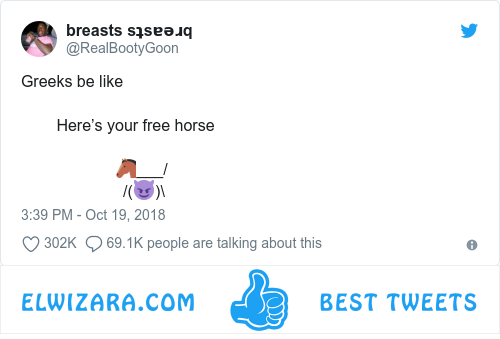 breasts sʇsɐǝɹq
@RealBootyGoon
Greeks be like
Here’s your free horse
🐴___/
/(😈)\
3:39 PM - Oct 19, 2018
302K 69.1K people are talking about this
ELWIZARA.COM BEST TWEETS